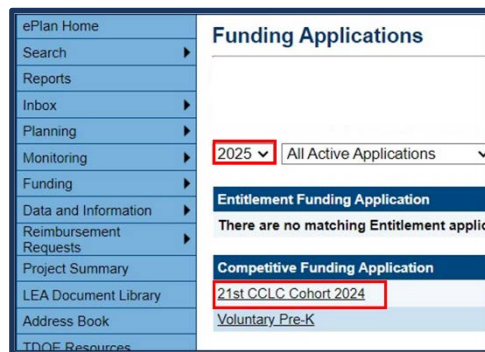 ePlan Home
Search
Reports
Inbox
Planning
Monitoring
Funding
Data and Information
Reimbursement
Requests
Project Summary
LEA Document Library
Address Book
TDOE Resources
Funding Applications
2025 All Active Applications
Entitlement Funding Application
There are no matching Entitlement applic
Competitive Funding Application
21st CCLC Cohort 2024
Voluntary Pre-K